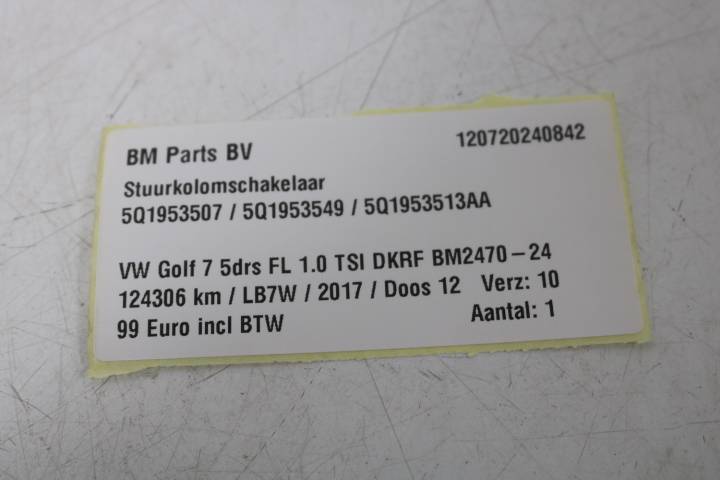 BM Parts BV 120720240842
Stuurkolomschakelaar
5Q1953507 / 5Q1953549 / 5Q1953513AA
VW Golf 7 5drs FL 1.0 TSI DKRF BM2470-24
124306 km / LB7W / 2017 / Doos 12 Verz: 10
99 Euro incl BTW Aantal: 1